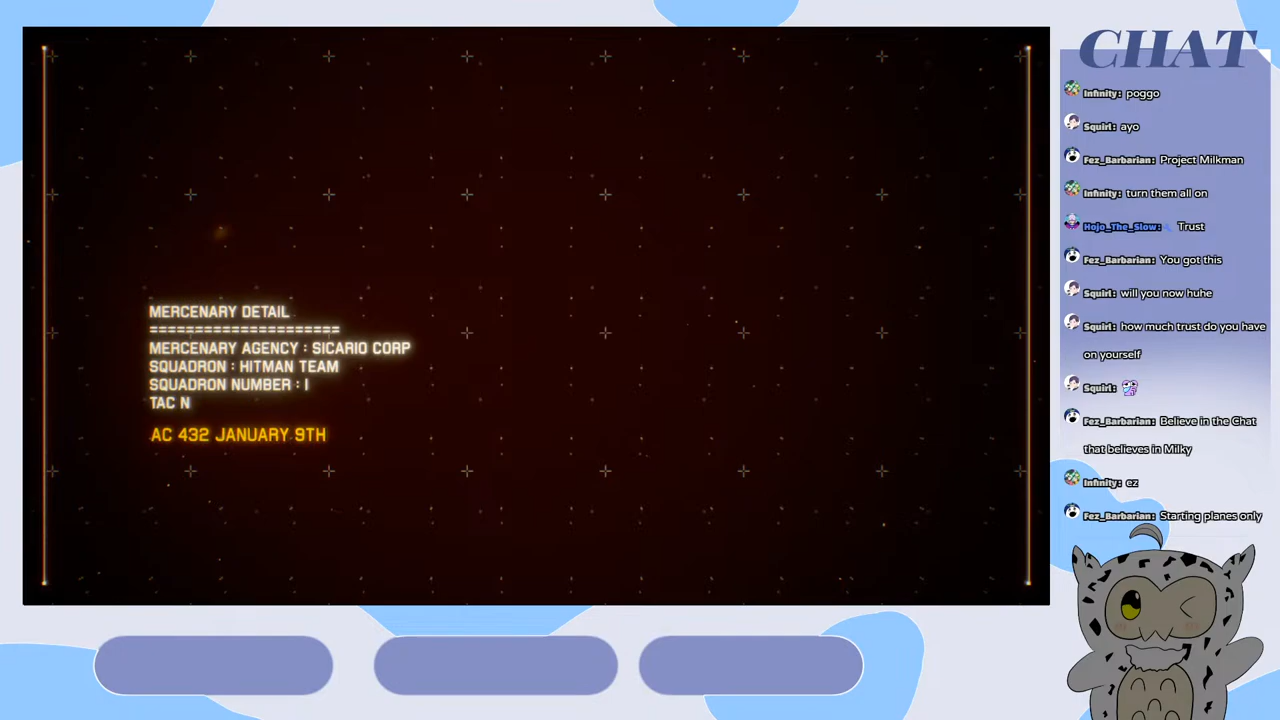 MERCENARY DETAIL
=====================
MERCENARY AGENCY : SICARIO CORP
SQUADRON : HITMAN TEAM
SQUADRON NUMBER : 1
TAC N
AC 432 JANUARY 9TH
CHAT
Infinity: poggo
Squirl: ayo
Fez_Barbarian: Project Milkman
Infinity: turn them all on
Hojo_The_Slow: Trust
Fez_Barbarian: You got this
Squirl: will you now huhe
Squirl: how much trust do you have
on yourself
Squirl:
Fez_Barbarian: Believe in the Chat
that believes in Milky
Infinity: ez
Fez_Barbarian: Starting planes only